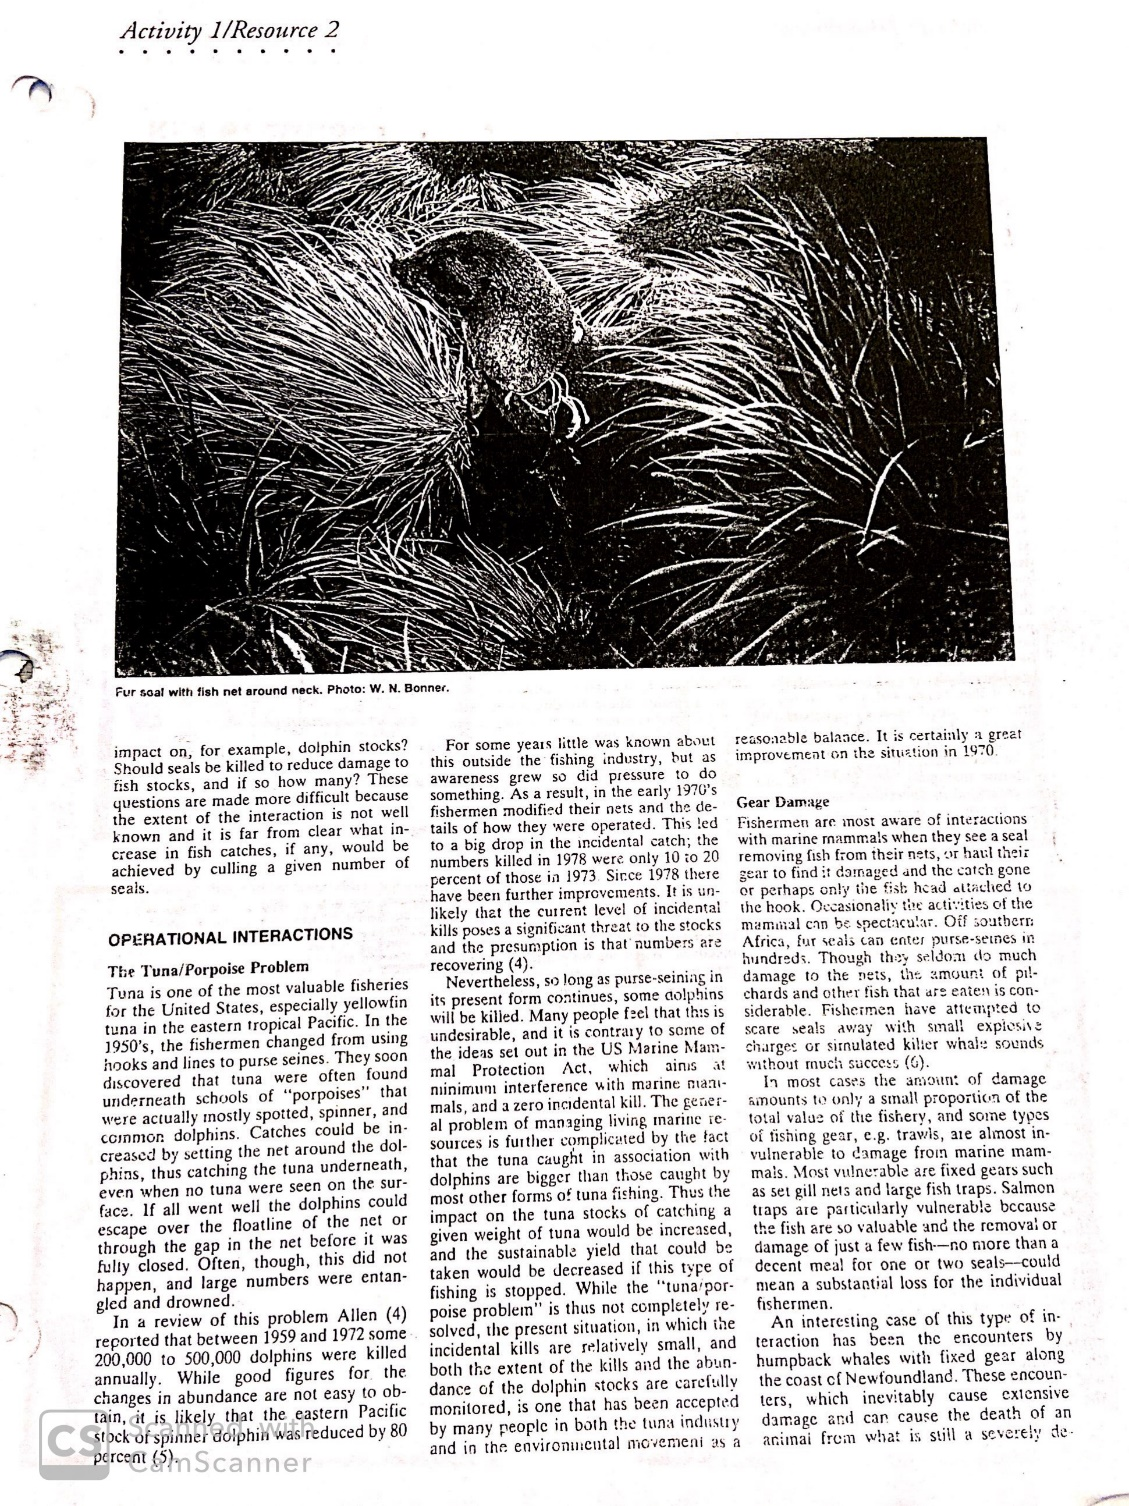 Activity 1/Resource 2
Fur seal with fish net around neck. Photo: W. N. Bonner.
impact on, for example, dolphin stocks?
Should seals be killed to reduce damage to
fish stocks, and if so how many? These
questions are made more difficult because
the extent of the interaction is not well
known and it is far from clear what in-
crease in fish catches, if any, would be
achieved by culling a given number of
seals.
OPERATIONAL INTERACTIONS
The Tuna/Porpoise Problem
Tuna is one of the most valuable fisheries
for the United States, especially yellowfin
tuna in the eastern tropical Pacific. In the
1950's, the fishermen changed from using
hooks and lines to purse seines. They soon
discovered that tuna were often found
underneath schools of "porpoises" that
were actually mostly spotted, spinner, and
common dolphins. Catches could be in-
creased by setting the net around the dol-
phins, thus catching the tuna underneath,
even when no tuna were seen on the sur-
face. If all went well the dolphins could
escape over the floatline of the net or
through the gap in the net before it was
fully closed. Often, though, this did not
happen, and large numbers were entan-
gled and drowned.
In a review of this problem Allen (4)
reported that between 1959 and 1972 some
200,000 to 500,000 dolphins were killed
annually. While good figures for the
changes in abundance are not easy to ob-
tain, it is likely that the eastern Pacific
stock of spinner dolphin was reduced by 80
percent (5).
For some years little was known about
this outside the fishing industry, but as
awareness grew so did pressure to do
something. As a result, in the early 1970's
fishermen modified their nets and the de-
tails of how they were operated. This led
to a big drop in the incidental catch; the
numbers killed in 1978 were only 10 to 20
percent of those in 1973. Since 1978 there
have been further improvements. It is un-
likely that the current level of incidental
kills poses a significant threat to the stocks
and the presumption is that numbers are
recovering (4).
Nevertheless, so long as purse-seining in
its present form continues, some dolphins
will be killed. Many people feel that this is
undesirable, and it is contrary to some of
the ideas set out in the US Marine Mam-
mal Protection Act, which aims at
minimum interference with marine mam-
mals, and a zero incidental kill. The gener-
al problem of managing living marine re-
sources is further complicated by the fact
that the tuna caught in association with
dolphins are bigger than those caught by
most other forms of tuna fishing. Thus the
impact on the tuna stocks of catching a
given weight of tuna would be increased,
and the sustainable yield that could be
taken would be decreased if this type of
fishing is stopped. While the "tuna/por-
poise problem" is thus not completely re-
solved, the present situation, in which the
incidental kills are relatively small, and
both the extent of the kills and the abun-
dance of the dolphin stocks are carefully
monitored, is one that has been accepted
by many people in both the tuna industry
and in the environmental movement as a
reasonable balance. It is certainly a great
improvement on the situation in 1970.
Gear Damage
Fishermen are most aware of interactions
with marine mammals when they see a seal
removing fish from their nets, or haul their
gear to find it damaged and the catch gone
or perhaps only the fish head attached to
the hook. Occasionally the activities of the
mammal can be spectacular. Off southern
Africa, fur seals can enter purse-seines in
hundreds. Though they seldom do much
damage to the nets, the amount of pil-
chards and other fish that are eaten is con-
siderable. Fishermen have attempted to
scare seals away with small explosive
charges or simulated killer whale sounds
without much success (6).
In most cases the amount of damage
amounts to only a small proportion of the
total value of the fishery, and some types
of fishing gear, e.g. trawls, are almost in-
vulnerable to damage from marine mam-
mals. Most vulnerable are fixed gears such
as set gill nets and large fish traps. Salmon
traps are particularly vulnerable because
the fish are so valuable and the removal or
damage of just a few fish—no more than a
decent meal for one or two seals—could
mean a substantial loss for the individual
fishermen.
An interesting case of this type of in-
teraction has been the encounters by
humpback whales with fixed gear along
the coast of Newfoundland. These encoun-
ters, which inevitably cause extensive
damage and can cause the death of an
animal from what is still a severely de-
CS Scanned with
CamScanner